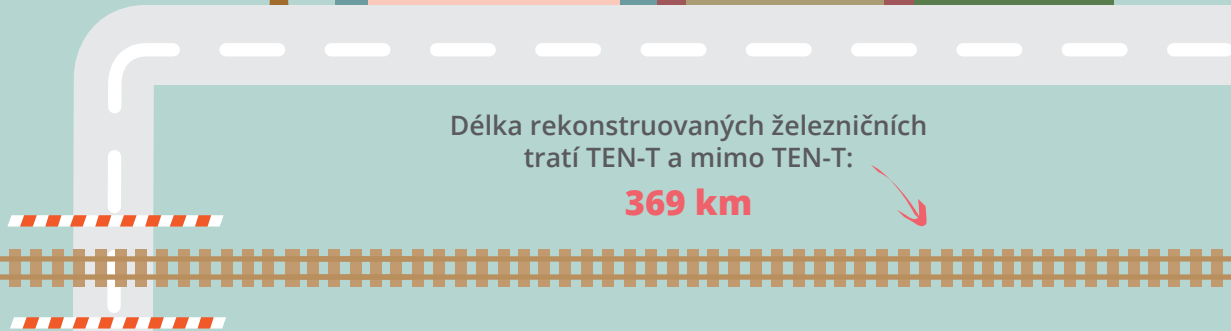 Délka rekonstruovaných železničních
tratí TEN-T a mimo TEN-T:
369 km